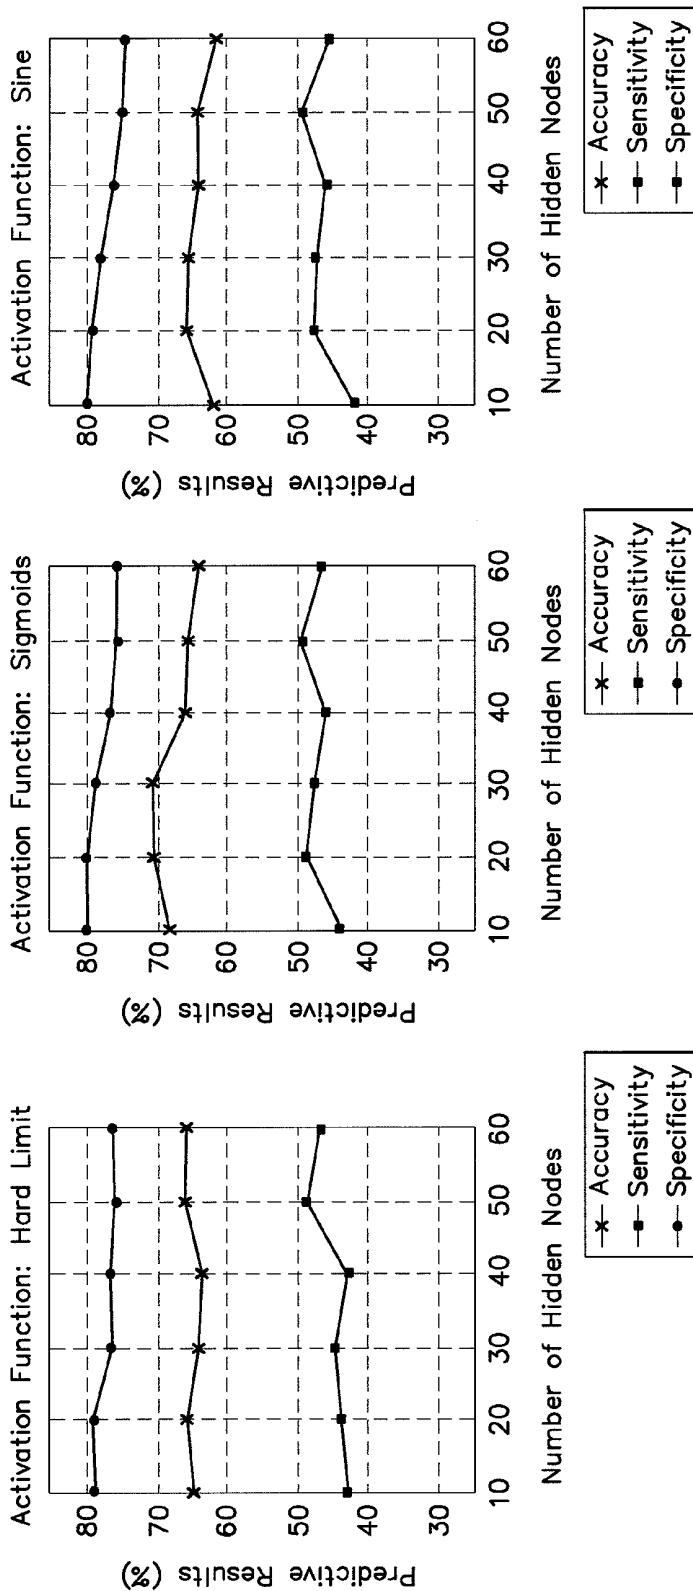 Activation Function: Hard Limit
Predictive Results (%)
80
70
60
50
40
30
10
20
30
40
50
60
Number of Hidden Nodes
Accuracy
Sensitivity
Specificity
Activation Function: Sigmoids
Predictive Results (%)
80
70
60
50
40
30
10
20
30
40
50
60
Number of Hidden Nodes
Accuracy
Sensitivity
Specificity
Activation Function: Sine
Predictive Results (%)
80
70
60
50
40
30
10
20
30
40
50
60
Number of Hidden Nodes
Accuracy
Sensitivity
Specificity